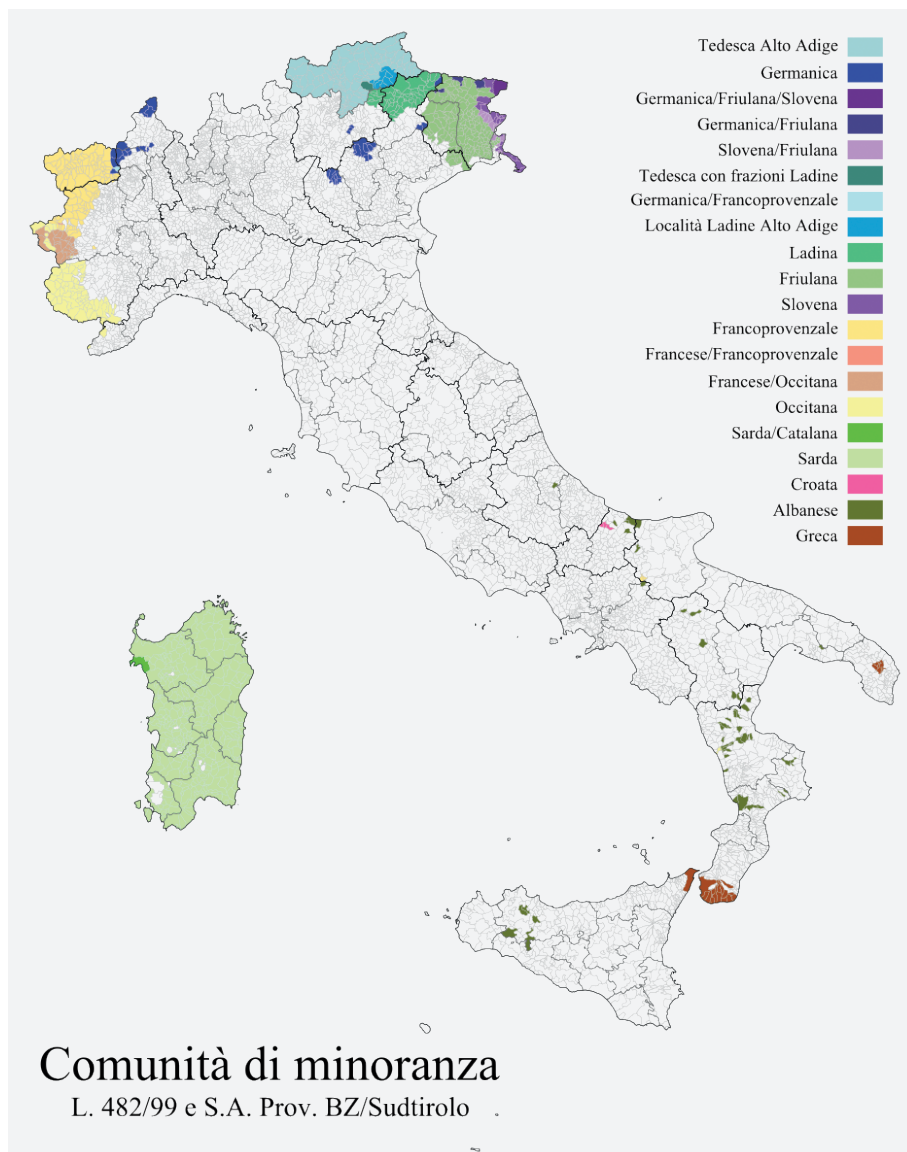 Tedesca Alto Adige
Germanica
Germanica/Friulana/Slovena
Germanica/Friulana
Slovena/Friulana
Tedesca con frazioni Ladine
Germanica/Francoprovenzale
Località Ladine Alto Adige
Ladina
Friulana
Slovena
Francoprovenzale
Francese/Francoprovenzale
Francese/Occitana
Occitana
Sarda/Catalana
Sarda
Croata
Albanese
Greca
Comunità di minoranza
L. 482/99 e S.A. Prov. BZ/Sudtirolo